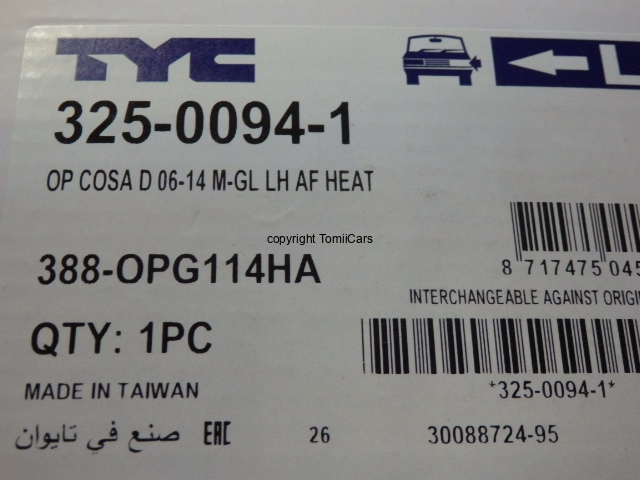 TYC
L
325-0094-1
OP COSA D 06-14 M-GL LH AF HEAT
copyright TomiiCars
388-OPG114HA
8 717475 045
INTERCHANGEABLE AGAINST ORIGIN
QTY: 1PC
MADE IN TAIWAN
*325-0094-1*
صنع في تايوان EAC 26 30088724-95